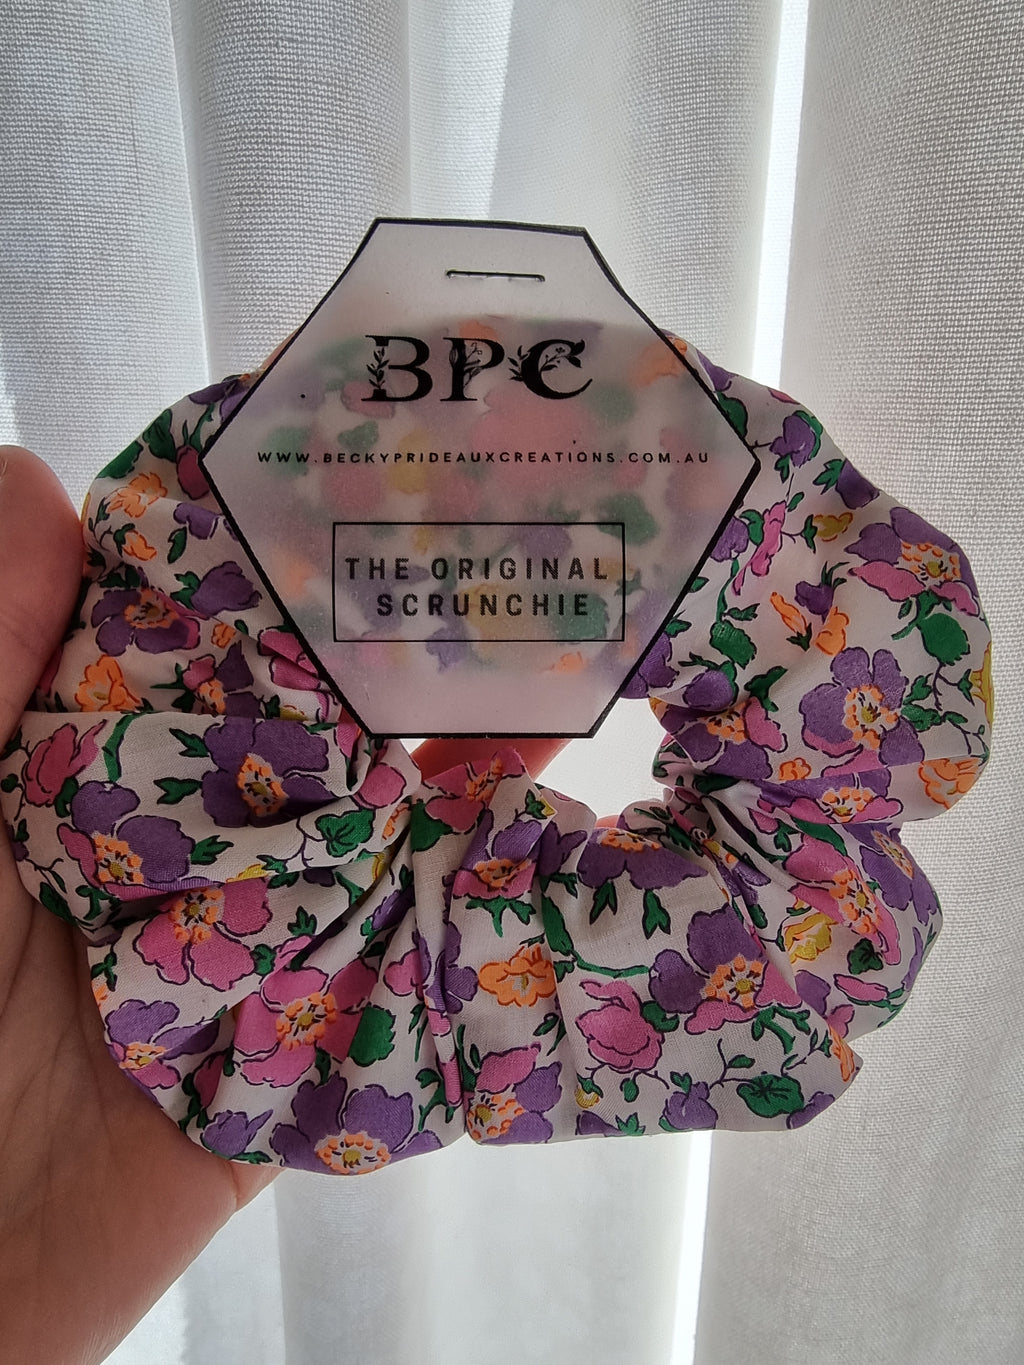 BPC
WWW.BECKYPRIDEAUXCREATIONS.COM.AU
THE ORIGINAL
SCRUNCHIE